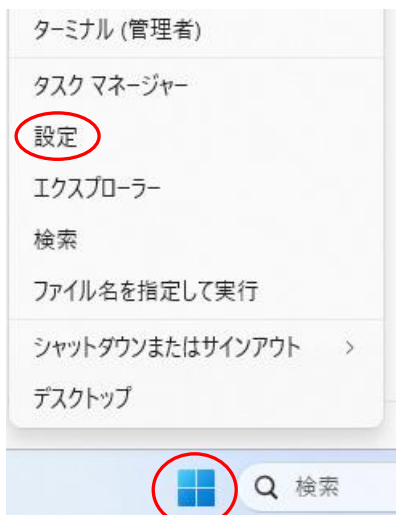 ターミナル (管理者)
タスク マネージャー
設定
エクスプローラー
検索
ファイル名を指定して実行
シャットダウンまたはサインアウト
デスクトップ
検索